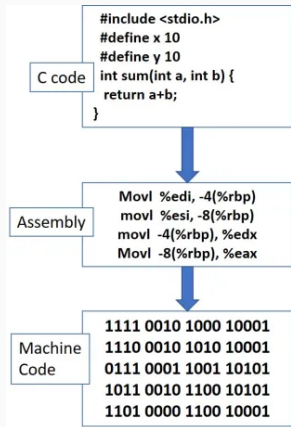 #include <stdio.h>
#define x 10
#define y 10
C code
int sum(int a, int b) {
return a+b;
}
Movl %edi, -4(%rbp)
movl %esi, -8(%rbp)
Assembly
movl -4(%rbp), %edx
Movl -8(%rbp), %eax
1111 0010 1000 10001
1110 0010 1010 10001
Machine
Code
0111 0001 1001 10101
1011 0010 1100 10101
1101 0000 1100 10001